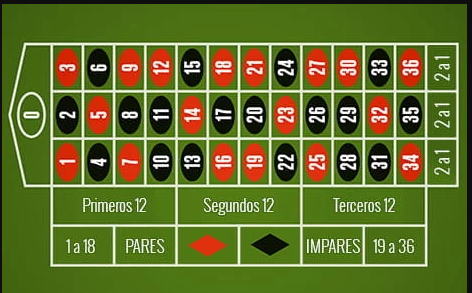 3 6 9 12 15 18 21 24 27 30 33 36 2 a 1
0 2 5 8 11 14 17 20 23 26 29 32 35 2 a 1
1 4 7 10 13 16 19 22 25 28 31 34 2 a 1
Primeros 12 Segundos 12 Terceros 12
1 a 18 PARES IMPARES 19 a 36